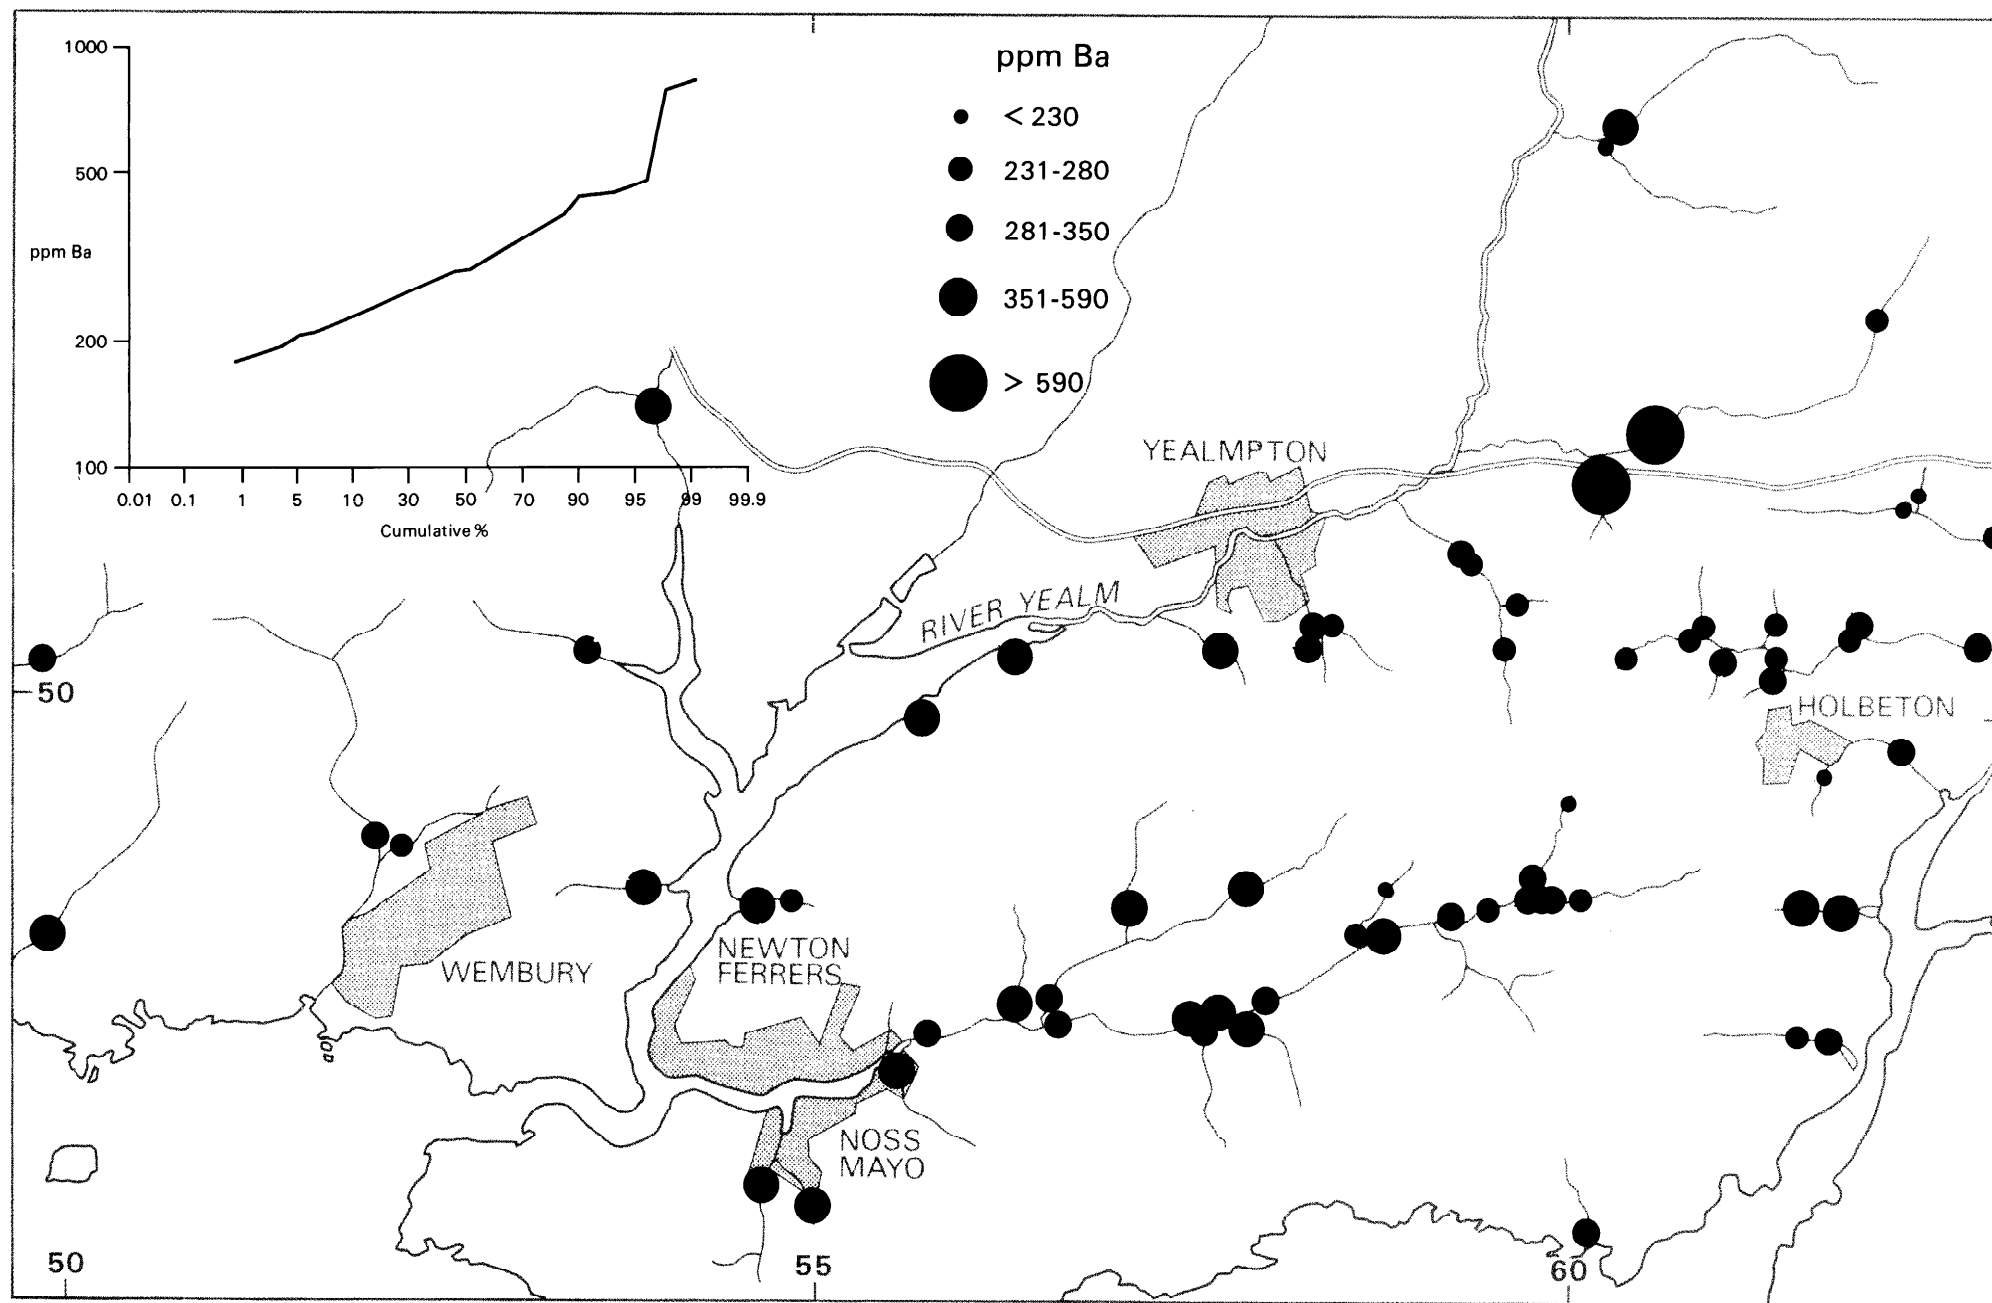 1000
500
ppm Ba
200
100
0.01 0.1 1 5 10 30 50 70 90 95 99 99.9
Cumulative %
ppm Ba
< 230
231-280
281-350
351-590
> 590
YEALMPTON
RIVER YEALM
50
HOLBETON
WEMBURY
NEWTON
FERRERS
NOSS
MAYO
50
55
60